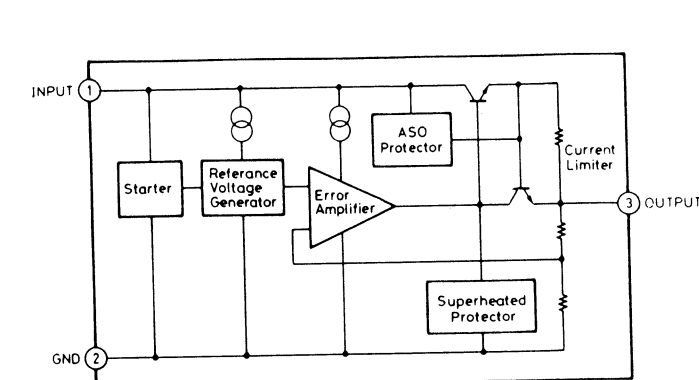 INPUT 1
ASO
Protector
Current
Limiter
Starter
Referance
Voltage
Generator
Error
Amplifier
3 OUTPUT
Superheated
Protector
GND 2